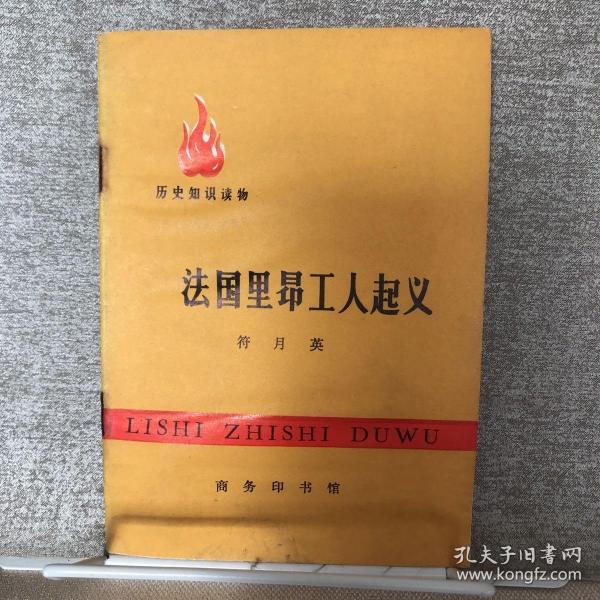 历史知识读物
法国里昂工人起义
符月英
LISHI ZHISHI DUWU
商务印书馆
孔夫子旧书网
www.kongfz.com